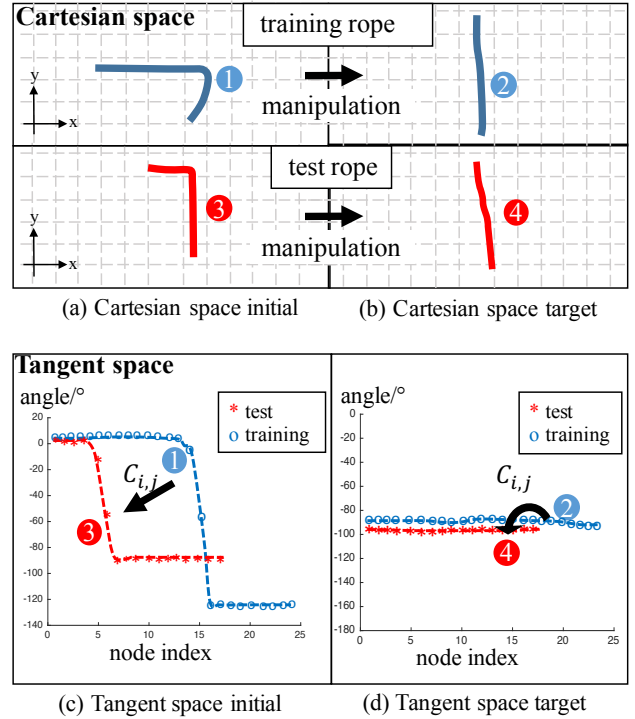 Cartesian space
training rope
1
2
y
x
manipulation
test rope
3
4
y
x
manipulation
(a) Cartesian space initial
(b) Cartesian space target
Tangent space
angle/°
* test
o training
20
0
-20
-40
-60
-80
-100
-120
-140
0 5 10 15 20 25
1
3
C_{i,j}
node index
angle/°
* test
o training
0
-20
-40
-60
-80
-100
-120
-140
-160
-180
0 5 10 15 20 25
C_{i,j}
2
4
node index
(c) Tangent space initial
(d) Tangent space target